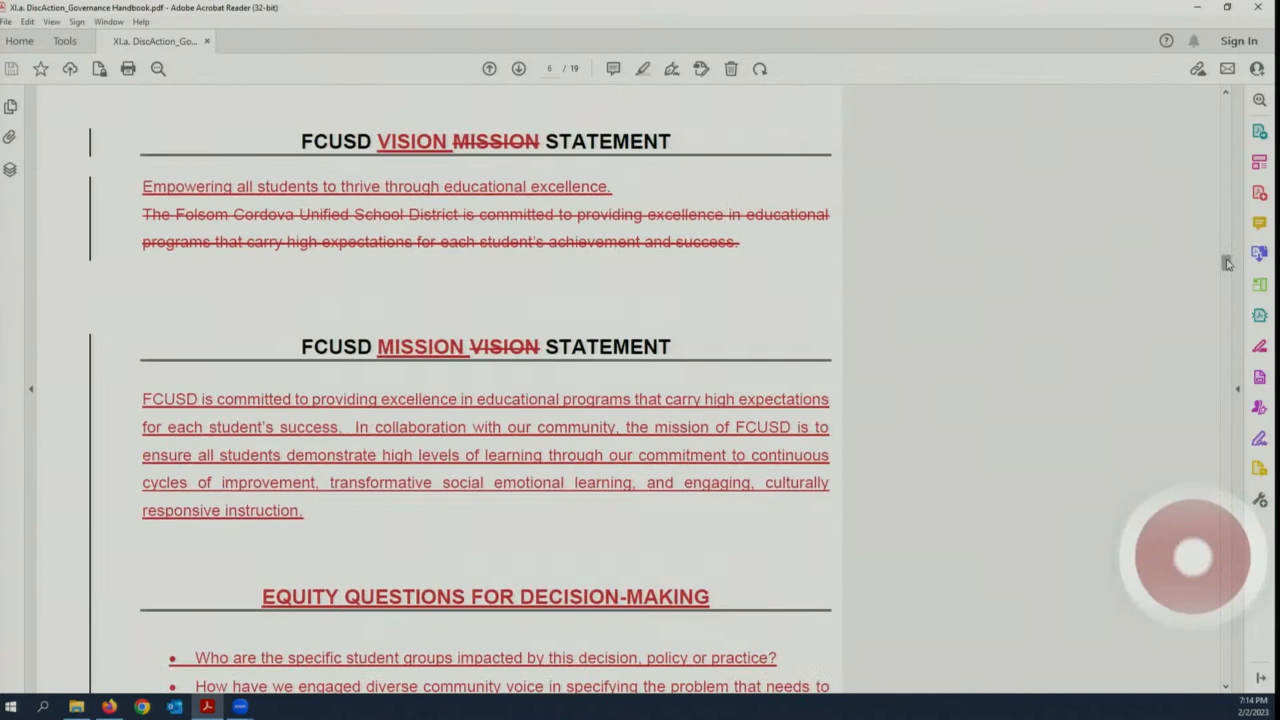 XI.a. DiscAction_Governance Handbook.pdf - Adobe Acrobat Reader (32-bit)
File Edit View Sign Window Help
Home Tools XI.a. DiscAction_Go... × Sign In
6 / 19
FCUSD VISION MISSION STATEMENT
Empowering all students to thrive through educational excellence.
The Folsom Cordova Unified School District is committed to providing excellence in educational
programs that carry high expectations for each student's achievement and success.
FCUSD MISSION VISION STATEMENT
FCUSD is committed to providing excellence in educational programs that carry high expectations
for each student's success. In collaboration with our community, the mission of FCUSD is to
ensure all students demonstrate high levels of learning through our commitment to continuous
cycles of improvement, transformative social emotional learning, and engaging, culturally
responsive instruction.
EQUITY QUESTIONS FOR DECISION-MAKING
• Who are the specific student groups impacted by this decision, policy or practice?
• How have we engaged diverse community voice in specifying the problem that needs to
7:14 PM
2/2/2023